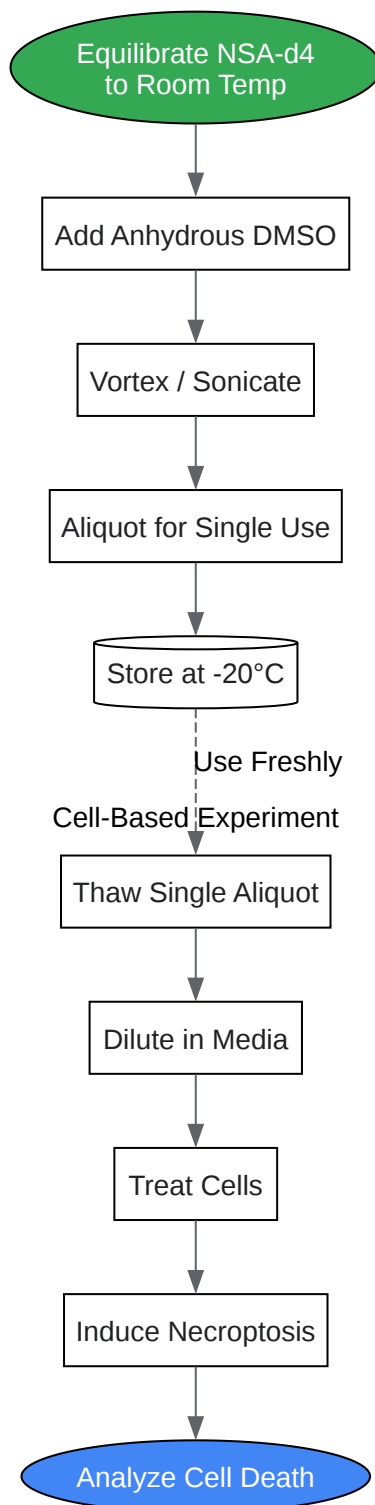 Equilibrate NSA-d4
to Room Temp
Add Anhydrous DMSO
Vortex / Sonicate
Aliquot for Single Use
Store at -20°C
Use Freshly
Cell-Based Experiment
Thaw Single Aliquot
Dilute in Media
Treat Cells
Induce Necroptosis
Analyze Cell Death